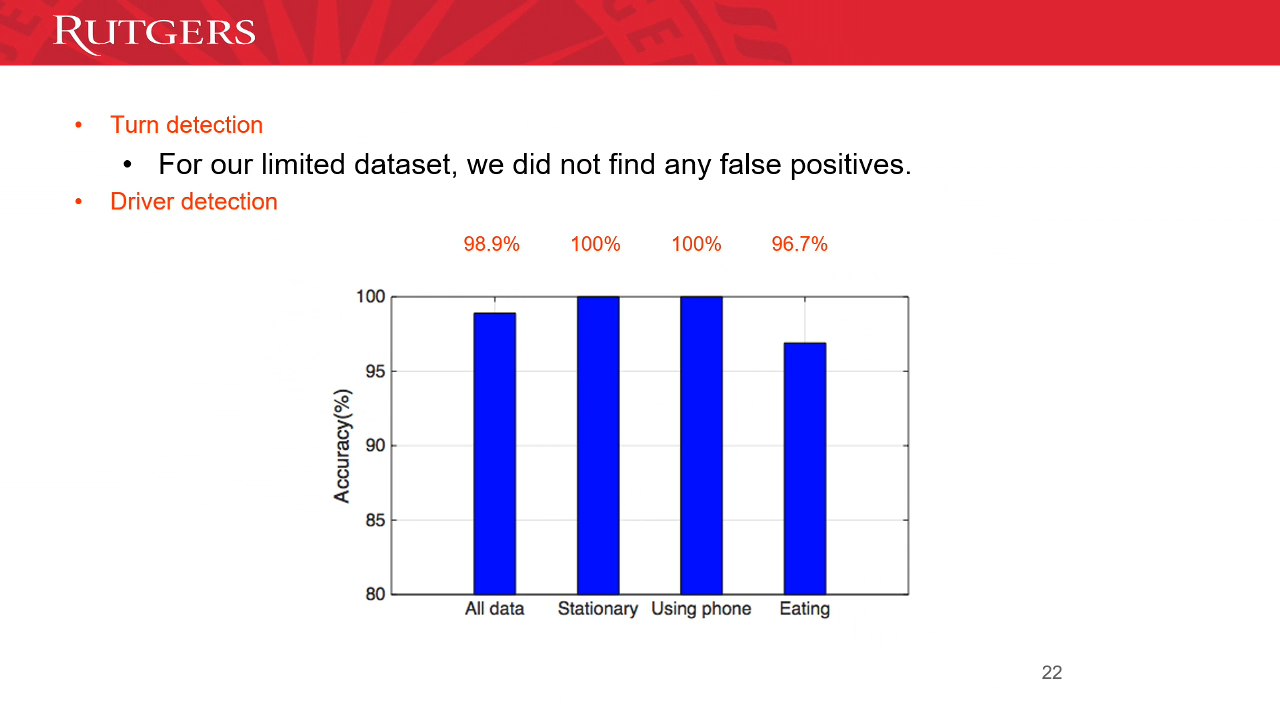 RUTGERS
• Turn detection
• For our limited dataset, we did not find any false positives.
• Driver detection
98.9% 100% 100% 96.7%
100
95
90
85
80
Accuracy(%)
All data Stationary Using phone Eating
22